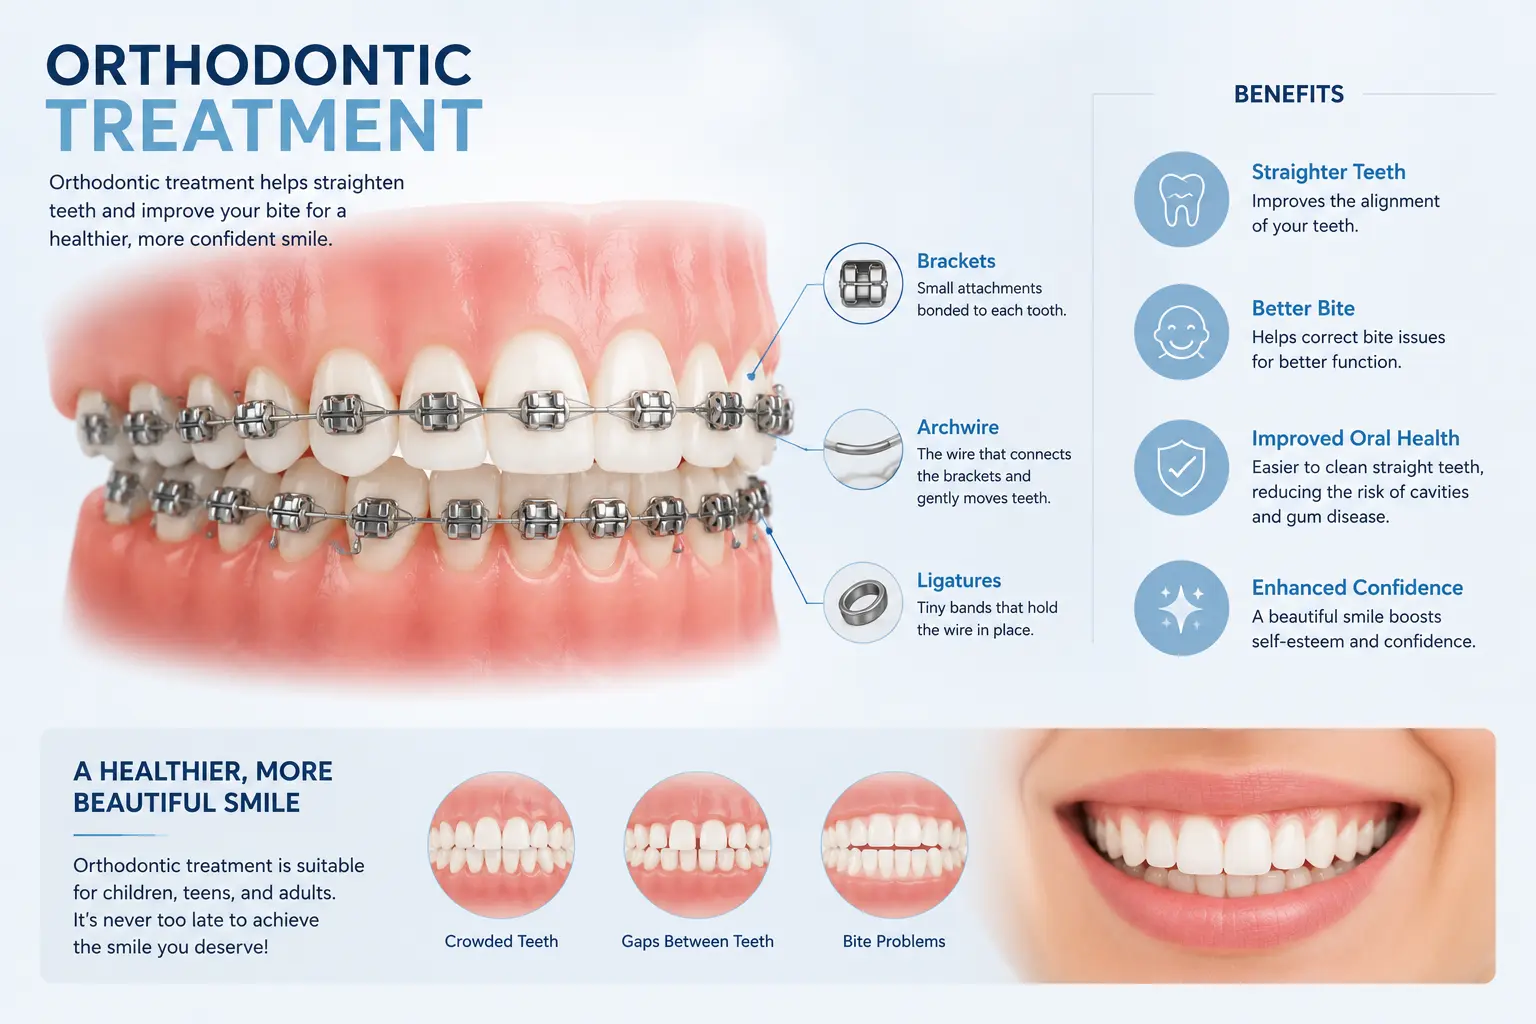 ORTHODONTIC
TREATMENT
Orthodontic treatment helps straighten
teeth and improve your bite for a
healthier, more confident smile.
Brackets
Small attachments
bonded to each tooth.
Archwire
The wire that connects
the brackets and
gently moves teeth.
Ligatures
Tiny bands that hold
the wire in place.
BENEFITS
Straighter Teeth
Improves the alignment
of your teeth.
Better Bite
Helps correct bite issues
for better function.
Improved Oral Health
Easier to clean straight teeth,
reducing the risk of cavities
and gum disease.
Enhanced Confidence
A beautiful smile boosts
self-esteem and confidence.
A HEALTHIER, MORE
BEAUTIFUL SMILE
Orthodontic treatment is suitable
for children, teens, and adults.
It's never too late to achieve
the smile you deserve!
Crowded Teeth
Gaps Between Teeth
Bite Problems